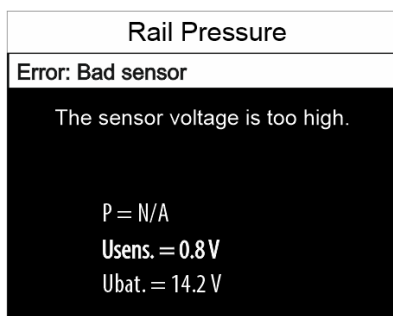 Rail Pressure
Error: Bad sensor
The sensor voltage is too high.
P = N/A
Usens. = 0.8 V
Ubat. = 14.2 V